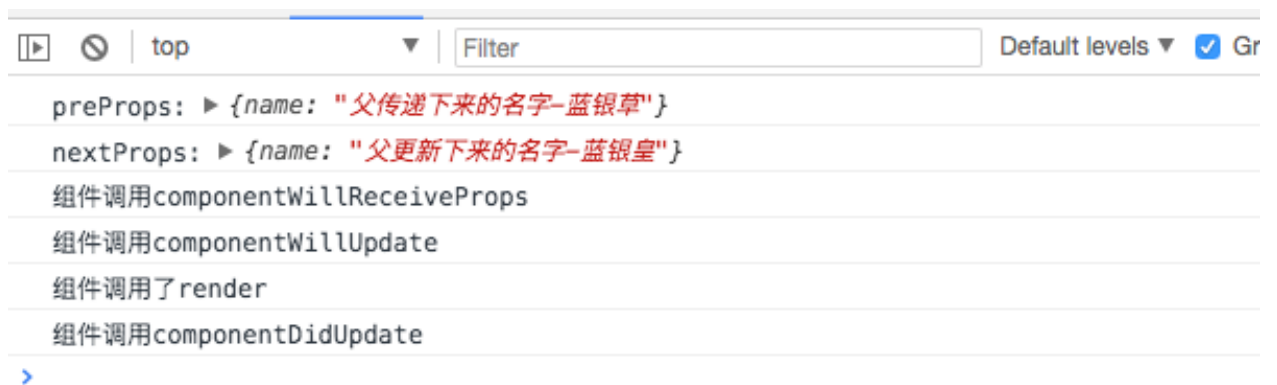 top Filter Default levels Gr
preProps: {name: "父传递下来的名字-蓝银草"}
nextProps: {name: "父更新下来的名字-蓝银皇"}
组件调用componentWillReceiveProps
组件调用componentWillUpdate
组件调用了render
组件调用componentDidUpdate